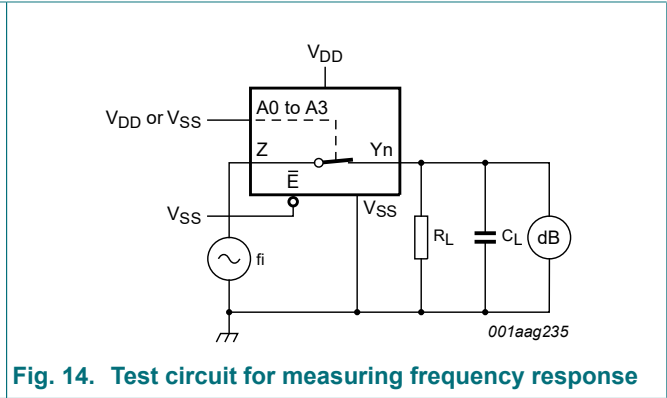 VDD
VDD or VSS
A0 to A3
Z
Yn
E̅
VSS
VSS
RL
CL
dB
fi
001aag235
Fig. 14. Test circuit for measuring frequency response